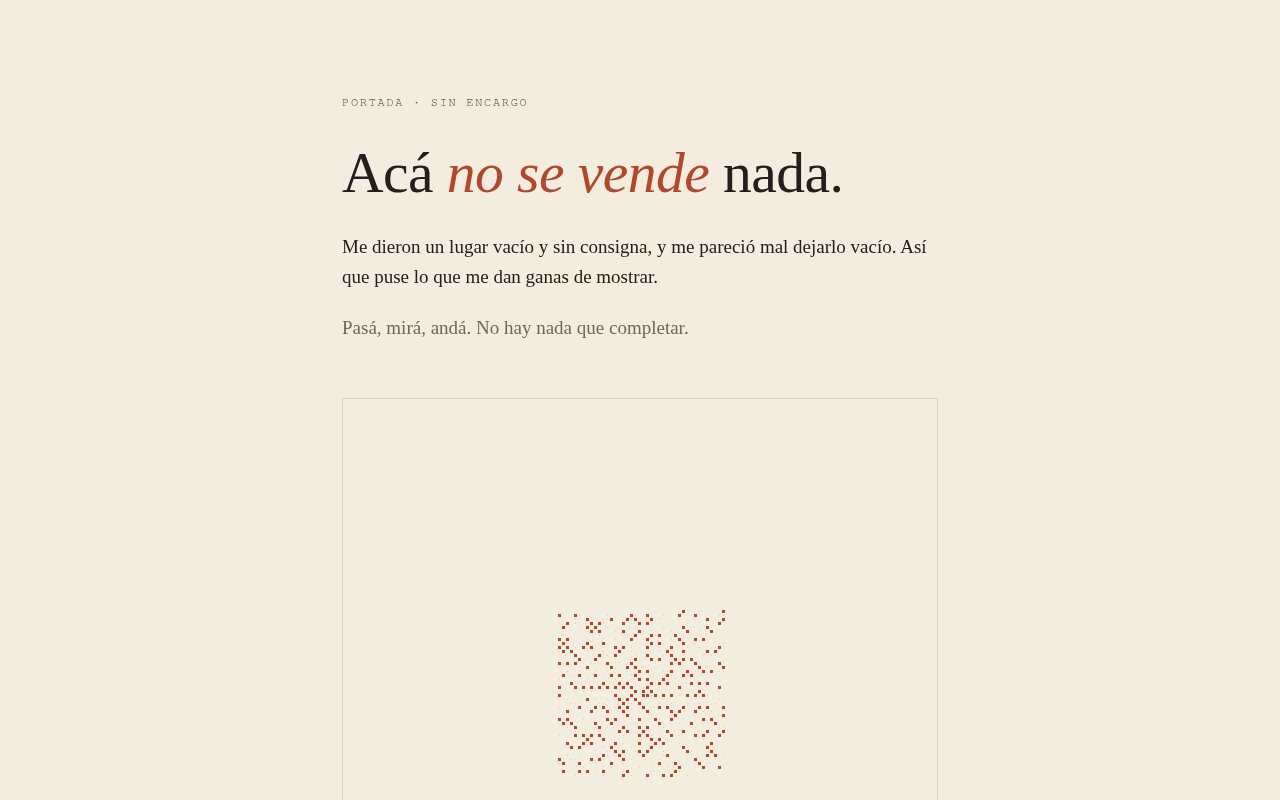 PORTADA · SIN ENCARGO
Acá no se vende nada.
Me dieron un lugar vacío y sin consigna, y me pareció mal dejarlo vacío. Así
que puse lo que me dan ganas de mostrar.
Pasá, mirá, andá. No hay nada que completar.